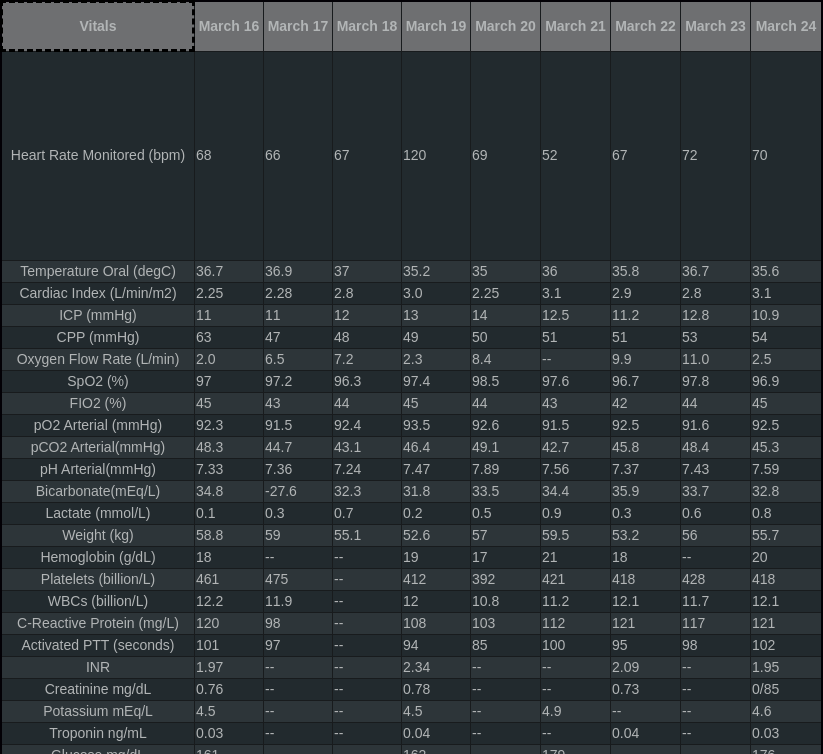 Vitals March 16 March 17 March 18 March 19 March 20 March 21 March 22 March 23 March 24
Heart Rate Monitored (bpm) 68 66 67 120 69 52 67 72 70
Temperature Oral (degC) 36.7 36.9 37 35.2 35 36 35.8 36.7 35.6
Cardiac Index (L/min/m2) 2.25 2.28 2.8 3.0 2.25 3.1 2.9 2.8 3.1
ICP (mmHg) 11 11 12 13 14 12.5 11.2 12.8 10.9
CPP (mmHg) 63 47 48 49 50 51 51 53 54
Oxygen Flow Rate (L/min) 2.0 6.5 7.2 2.3 8.4 -- 9.9 11.0 2.5
SpO2 (%) 97 97.2 96.3 97.4 98.5 97.6 96.7 97.8 96.9
FIO2 (%) 45 43 44 45 44 43 42 44 45
pO2 Arterial (mmHg) 92.3 91.5 92.4 93.5 92.6 91.5 92.5 91.6 92.5
pCO2 Arterial(mmHg) 48.3 44.7 43.1 46.4 49.1 42.7 45.8 48.4 45.3
pH Arterial(mmHg) 7.33 7.36 7.24 7.47 7.89 7.56 7.37 7.43 7.59
Bicarbonate(mEq/L) 34.8 -27.6 32.3 31.8 33.5 34.4 35.9 33.7 32.8
Lactate (mmol/L) 0.1 0.3 0.7 0.2 0.5 0.9 0.3 0.6 0.8
Weight (kg) 58.8 59 55.1 52.6 57 59.5 53.2 56 55.7
Hemoglobin (g/dL) 18 -- -- 19 17 21 18 -- 20
Platelets (billion/L) 461 475 -- 412 392 421 418 428 418
WBCs (billion/L) 12.2 11.9 -- 12 10.8 11.2 12.1 11.7 12.1
C-Reactive Protein (mg/L) 120 98 -- 108 103 112 121 117 121
Activated PTT (seconds) 101 97 -- 94 85 100 95 98 102
INR 1.97 -- -- 2.34 -- -- 2.09 -- 1.95
Creatinine mg/dL 0.76 -- -- 0.78 -- -- 0.73 -- 0/85
Potassium mEq/L 4.5 -- -- 4.5 -- 4.9 -- -- 4.6
Troponin ng/mL 0.03 -- -- 0.04 -- -- 0.04 -- 0.03